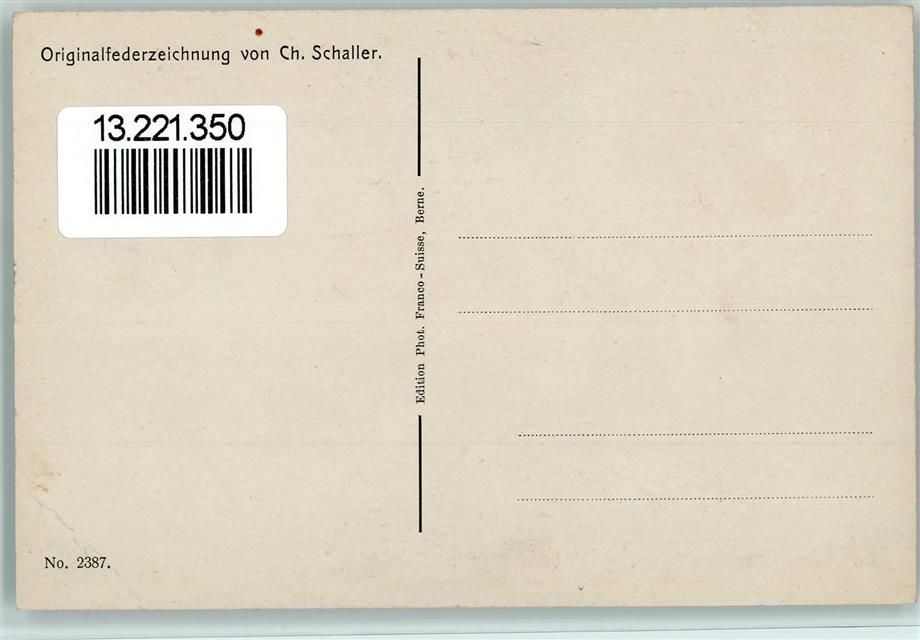 Originalfederzeichnung von Ch. Schaller.
13.221.350
Edition Phot. Franco-Suisse, Berne.
No. 2387.